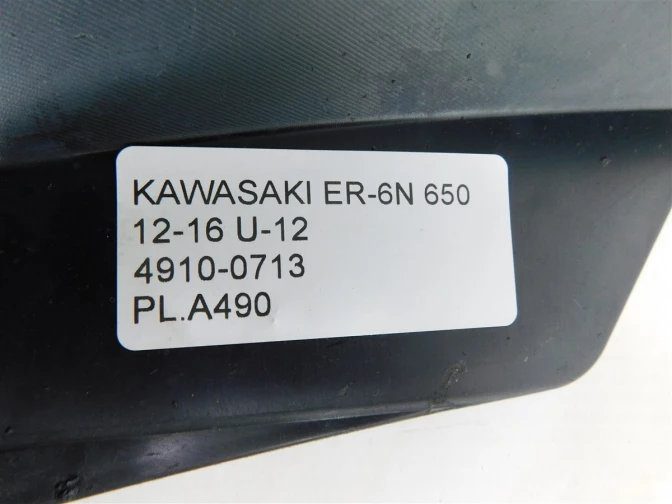 KAWASAKI ER-6N 650
12-16 U-12
4910-0713
PL.A490